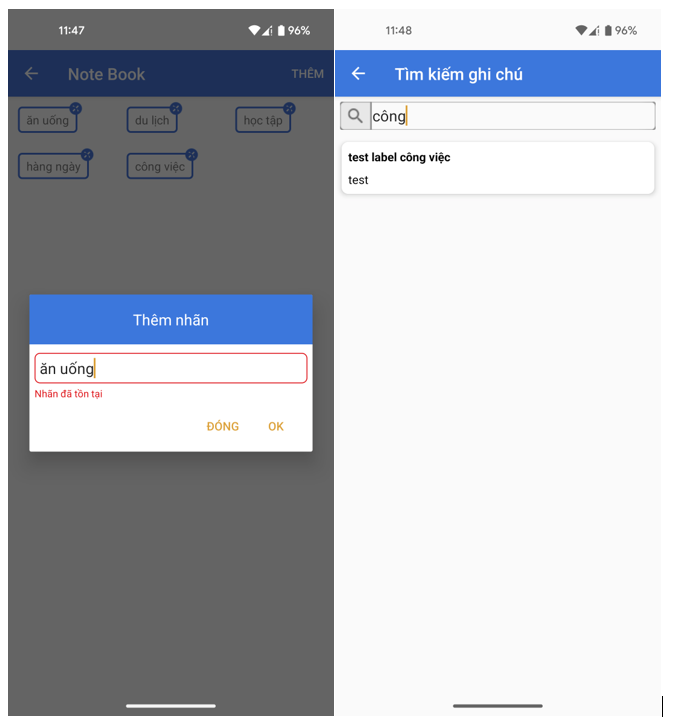 11:47
96%
Note Book
THÊM
ăn uống
du lịch
học tập
hàng ngày
công việc
Thêm nhãn
ăn uống
Nhãn đã tồn tại
ĐÓNG
OK
11:48
96%
Tìm kiếm ghi chú
công
test label công việc
test